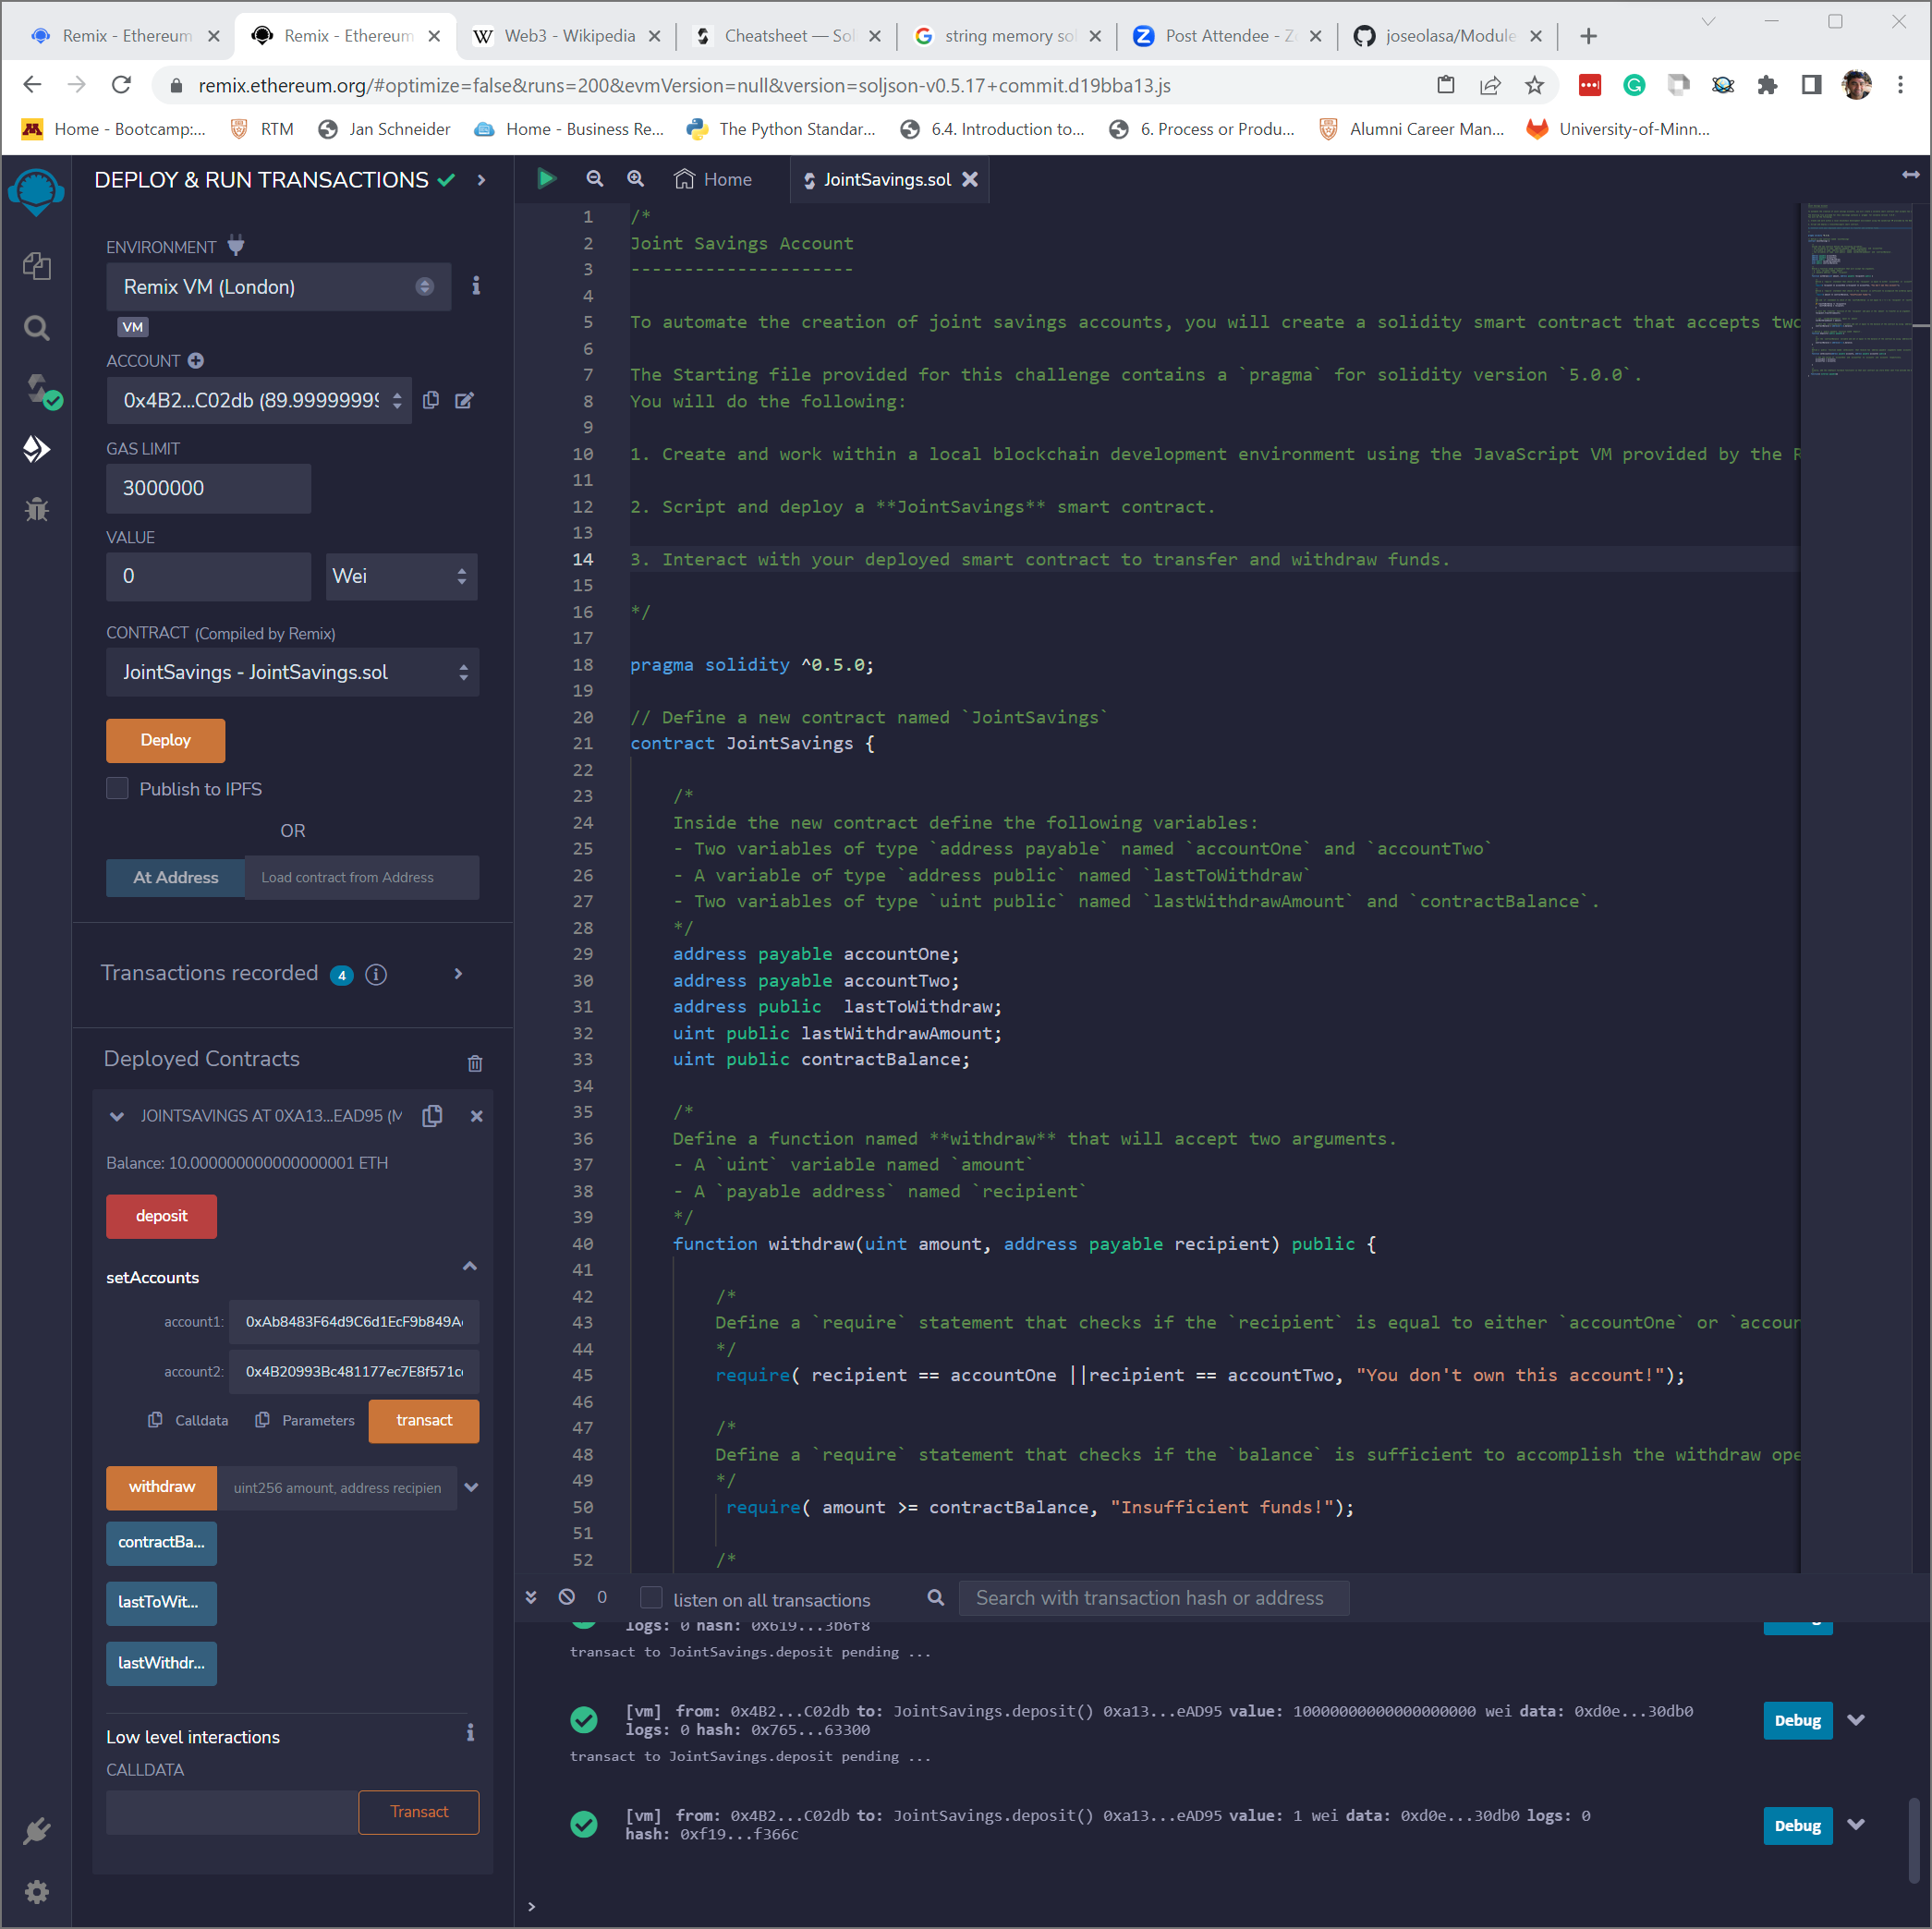 Remix - Ethereum
Remix - Ethereum
Web3 - Wikipedia
Cheatsheet — Sol
string memory so
Post Attendee - Z
joseolasa/Module
remix.ethereum.org/#optimize=false&runs=200&evmVersion=null&version=soljson-v0.5.17+commit.d19bba13.js
Home - Bootcamp:...
RTM
Jan Schneider
Home - Business Re...
The Python Standar...
6.4. Introduction to...
6. Process or Produ...
Alumni Career Man...
University-of-Minn...
DEPLOY & RUN TRANSACTIONS
ENVIRONMENT
Remix VM (London)
VM
ACCOUNT
0x4B2...C02db (89.99999999
GAS LIMIT
3000000
VALUE
0
Wei
CONTRACT (Compiled by Remix)
JointSavings - JointSavings.sol
Deploy
Publish to IPFS
OR
At Address
Load contract from Address
Transactions recorded 4
Deployed Contracts
JOINTSAVINGS AT 0XA13...EAD95 (M
Balance: 10.000000000000000001 ETH
deposit
setAccounts
account1: 0xAb8483F64d9C6d1EcF9b849A
account2: 0x4B20993Bc481177ec7E8f571c
Calldata
Parameters
transact
withdraw
uint256 amount, address recipien
contractBa...
lastToWit...
lastWithdr...
Low level interactions
CALLDATA
Transact
Home
JointSavings.sol
1 /*
2 Joint Savings Account
3 ---------------------
4
5 To automate the creation of joint savings accounts, you will create a solidity smart contract that accepts two
6
7 The Starting file provided for this challenge contains a `pragma` for solidity version `5.0.0`.
8 You will do the following:
9
10 1. Create and work within a local blockchain development environment using the JavaScript VM provided by the R
11
12 2. Script and deploy a **JointSavings** smart contract.
13
14 3. Interact with your deployed smart contract to transfer and withdraw funds.
15
16 */
17
18 pragma solidity ^0.5.0;
19
20 // Define a new contract named `JointSavings`
21 contract JointSavings {
22
23 /*
24 Inside the new contract define the following variables:
25 - Two variables of type `address payable` named `accountOne` and `accountTwo`
26 - A variable of type `address public` named `lastToWithdraw`
27 - Two variables of type `uint public` named `lastWithdrawAmount` and `contractBalance`.
28 */
29 address payable accountOne;
30 address payable accountTwo;
31 address public  lastToWithdraw;
32 uint public lastWithdrawAmount;
33 uint public contractBalance;
34
35 /*
36 Define a function named **withdraw** that will accept two arguments.
37 - A `uint` variable named `amount`
38 - A `payable address` named `recipient`
39 */
40 function withdraw(uint amount, address payable recipient) public {
41
42 /*
43 Define a `require` statement that checks if the `recipient` is equal to either `accountOne` or `accoun
44 */
45 require( recipient == accountOne ||recipient == accountTwo, "You don't own this account!");
46
47 /*
48 Define a `require` statement that checks if the `balance` is sufficient to accomplish the withdraw ope
49 */
50 require( amount >= contractBalance, "Insufficient funds!");
51
52 /*
0
listen on all transactions
Search with transaction hash or address
logs: 0 hash: 0x619...3b6f8
transact to JointSavings.deposit pending ...
[vm] from: 0x4B2...C02db to: JointSavings.deposit() 0xa13...eAD95 value: 10000000000000000000 wei data: 0xd0e...30db0
logs: 0 hash: 0x765...63300
Debug
transact to JointSavings.deposit pending ...
[vm] from: 0x4B2...C02db to: JointSavings.deposit() 0xa13...eAD95 value: 1 wei data: 0xd0e...30db0 logs: 0
hash: 0xf19...f366c
Debug
>